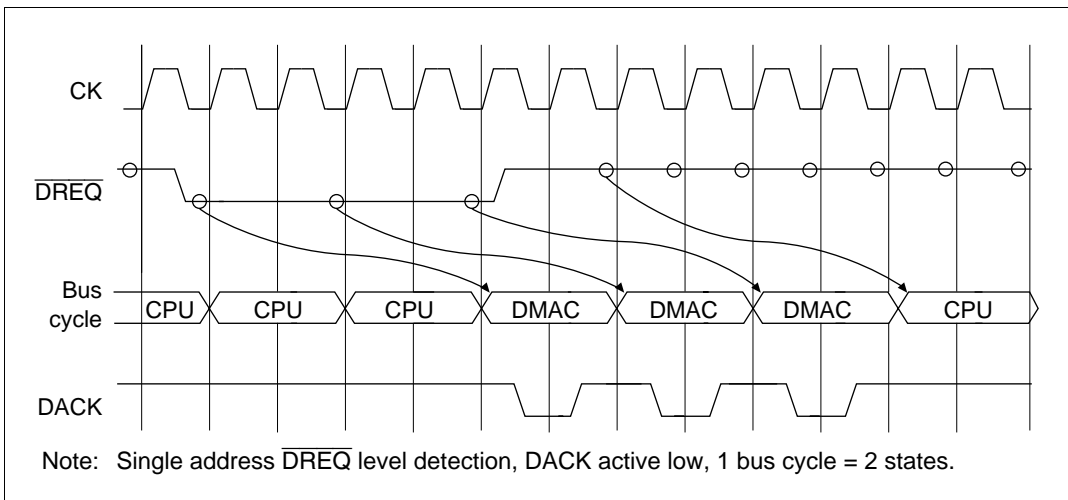 CK
DREQ
Bus
cycle
CPU CPU CPU DMAC DMAC DMAC CPU
DACK
Note: Single address DREQ level detection, DACK active low, 1 bus cycle = 2 states.